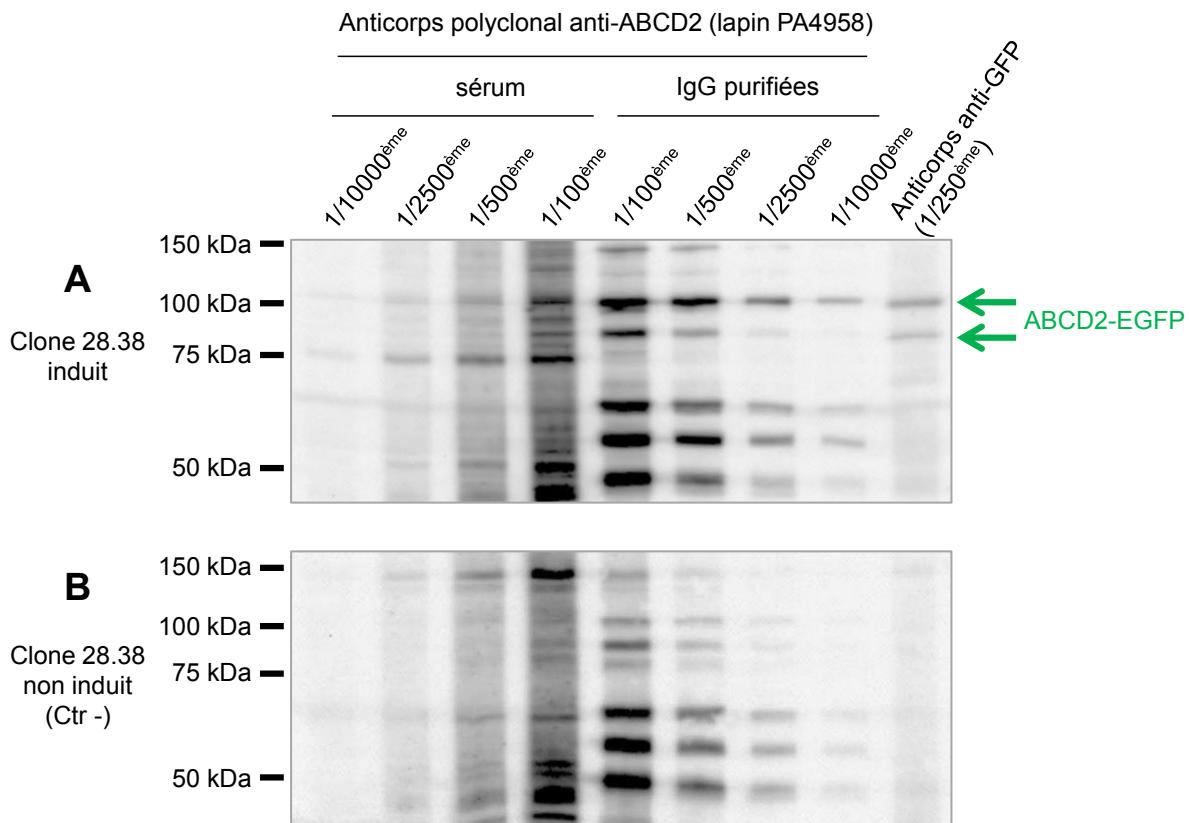 Anticorps polyclonal anti-ABCD2 (lapin PA4958)
sérum
IgG purifiées
1/10000ème
1/2500ème
1/500ème
1/100ème
1/100ème
1/500ème
1/2500ème
1/10000ème
Anticorps anti-GFP
(1/250ème)
A
Clone 28.38
induit
150 kDa
100 kDa
75 kDa
50 kDa
ABCD2-EGFP
B
Clone 28.38
non induit
(Ctr -)
150 kDa
100 kDa
75 kDa
50 kDa